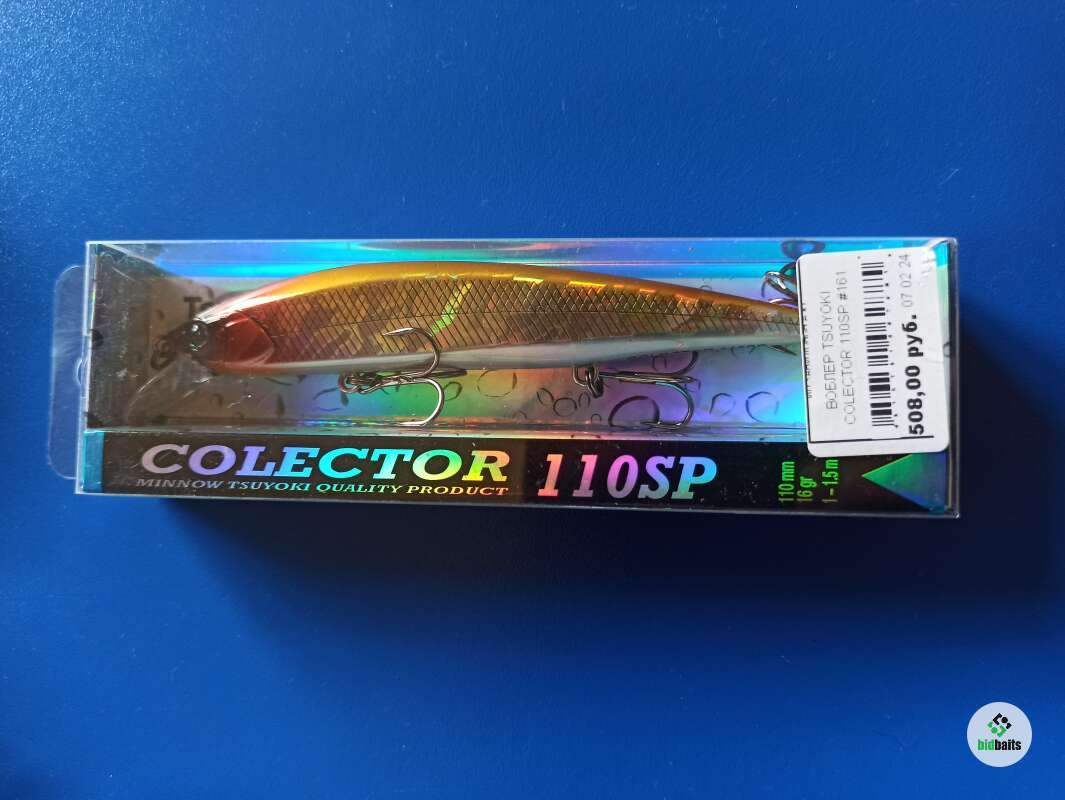 COLECTOR 110SP
MINNOW TSUYOKI QUALITY PRODUCT
110 mm
16 gr
1 - 1.5 m
ВОБЛЕР TSUYOKI
COLECTOR 110SP #161
508,00 руб. 07 02 24
bidbaits